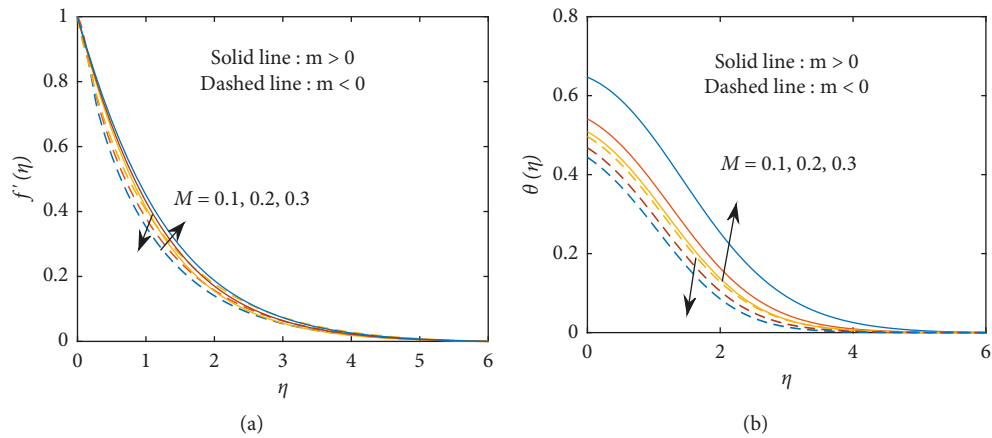 1
0.8
0.6
0.4
0.2
0
f′(η)
Solid line : m > 0
Dashed line : m < 0
M = 0.1, 0.2, 0.3
0 1 2 3 4 5 6
η
(a)
0.8
0.6
0.4
0.2
0
θ (η)
Solid line : m > 0
Dashed line : m < 0
M = 0.1, 0.2, 0.3
0 2 4 6
η
(b)